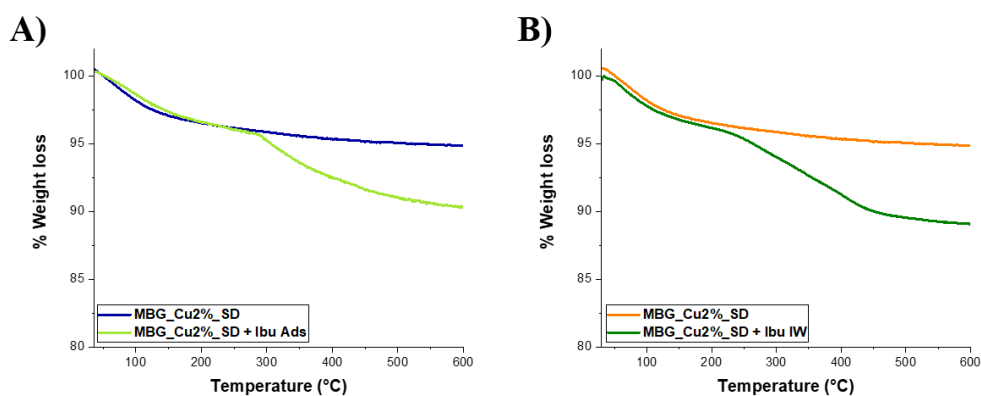 A)
% Weight loss
100
95
90
85
80
MBG_Cu2%_SD
MBG_Cu2%_SD + Ibu Ads
100
200
300
400
500
600
Temperature (°C)
B)
% Weight loss
100
95
90
85
80
MBG_Cu2%_SD
MBG_Cu2%_SD + Ibu IW
100
200
300
400
500
600
Temperature (°C)